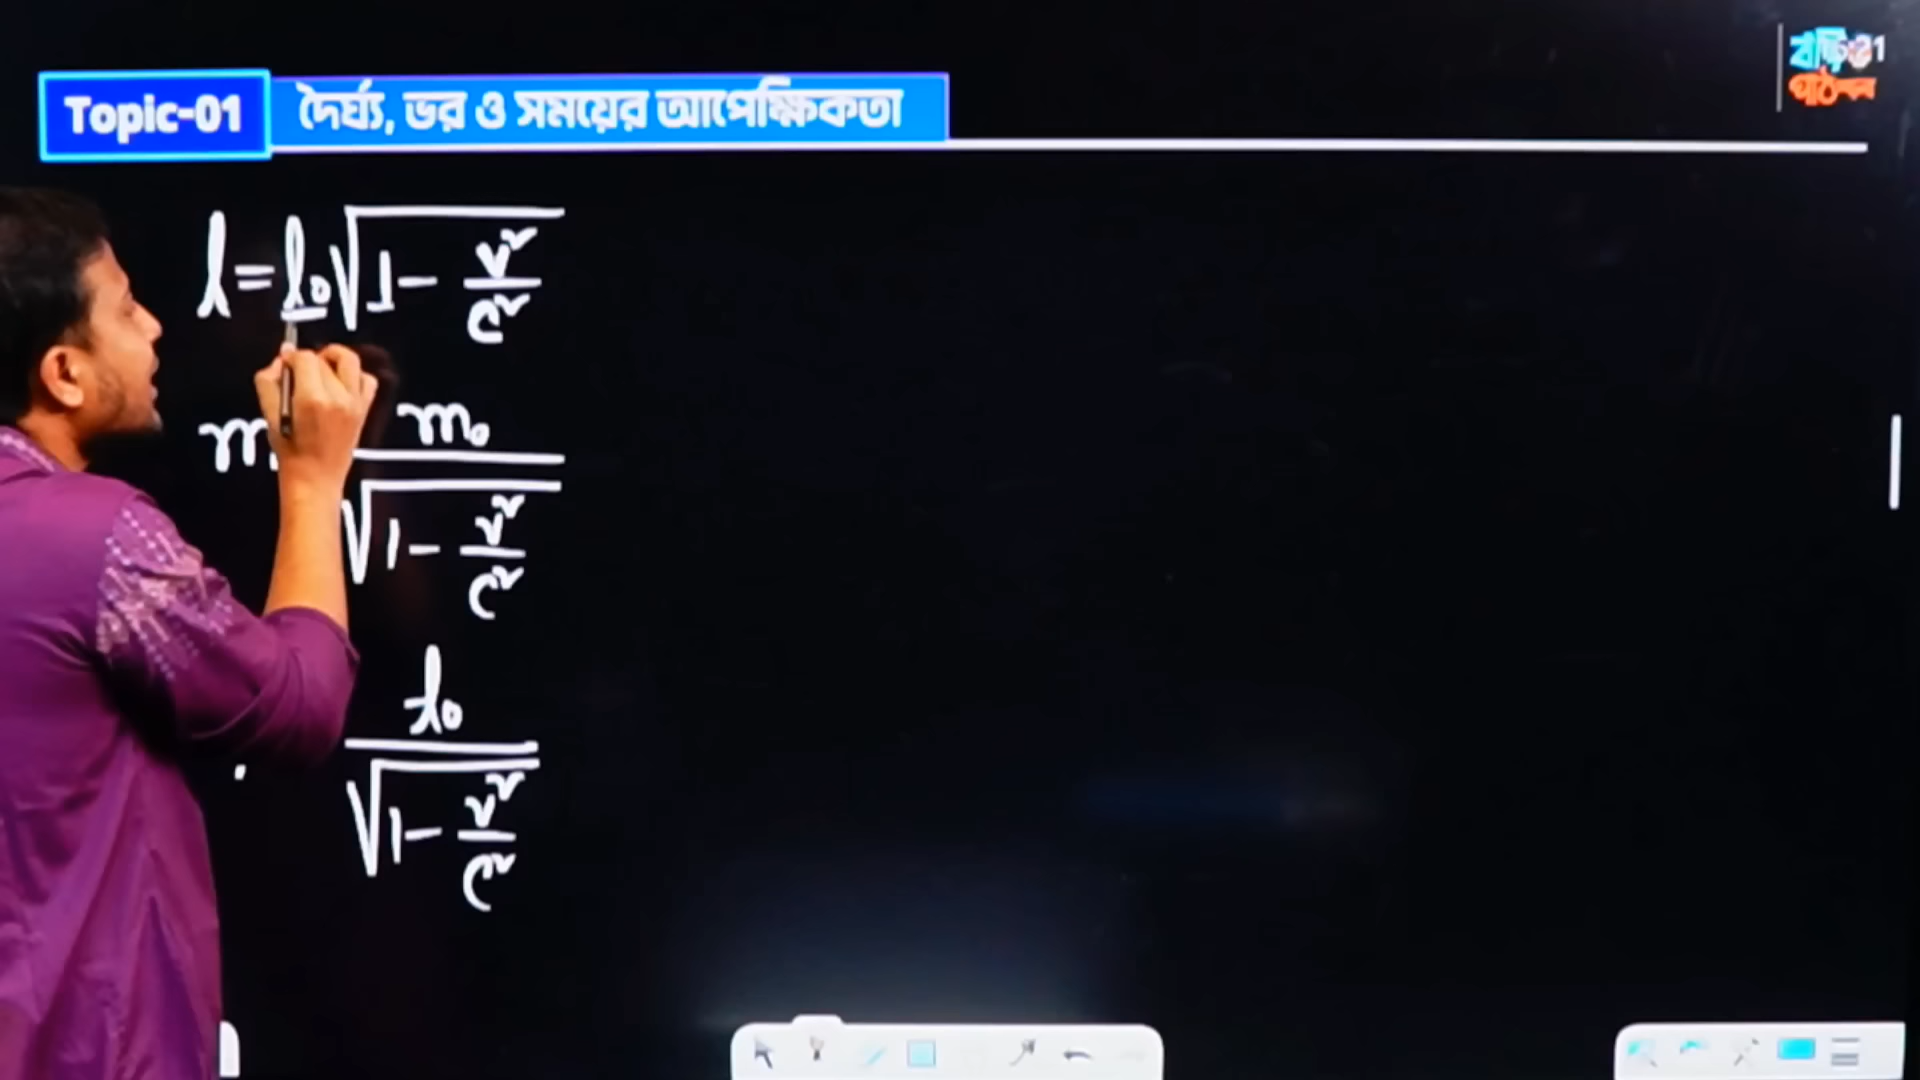 Topic-01 দৈর্ঘ্য, ভর ও সময়ের আপেক্ষিকতা
l = l₀√(1 - v²/c²)
m m₀/√(1 - v²/c²)
t₀/√(1 - v²/c²)